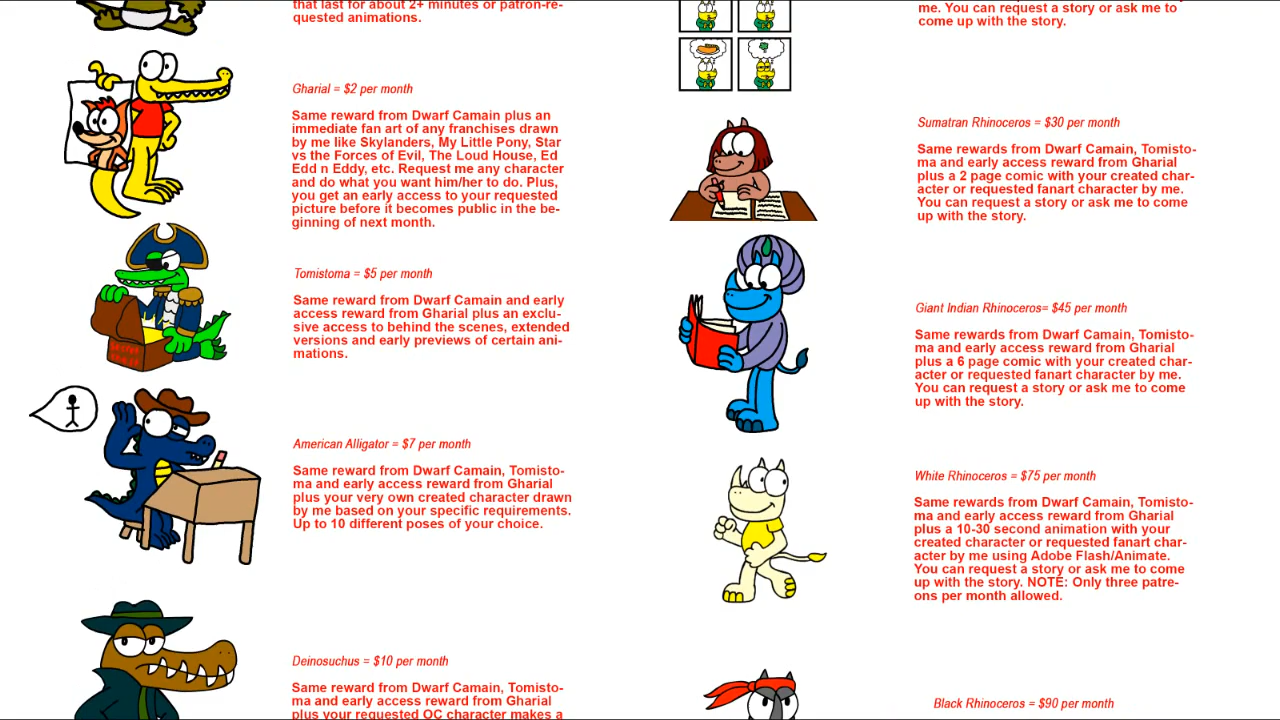 that last for about 2+ minutes or patron-re-
quested animations.
Gharial = $2 per month
Same reward from Dwarf Camain plus an
immediate fan art of any franchises drawn
by me like Skylanders, My Little Pony, Star
vs the Forces of Evil, The Loud House, Ed
Edd n Eddy, etc. Request me any character
and do what you want him/her to do. Plus,
you get an early access to your requested
picture before it becomes public in the be-
ginning of next month.
Tomistoma = $5 per month
Same reward from Dwarf Camain and early
access reward from Gharial plus an exclu-
sive access to behind the scenes, extended
versions and early previews of certain ani-
mations.
American Alligator = $7 per month
Same reward from Dwarf Camain, Tomisto-
ma and early access reward from Gharial
plus your very own created character drawn
by me based on your specific requirements.
Up to 10 different poses of your choice.
Deinosuchus = $10 per month
Same reward from Dwarf Camain, Tomisto-
ma and early access reward from Gharial
plus your requested OC character makes a
me. You can request a story or ask me to
come up with the story.
Sumatran Rhinoceros = $30 per month
Same rewards from Dwarf Camain, Tomisto-
ma and early access reward from Gharial
plus a 2 page comic with your created char-
acter or requested fanart character by me.
You can request a story or ask me to come
up with the story.
Giant Indian Rhinoceros= $45 per month
Same rewards from Dwarf Camain, Tomisto-
ma and early access reward from Gharial
plus a 6 page comic with your created char-
acter or requested fanart character by me.
You can request a story or ask me to come
up with the story.
White Rhinoceros = $75 per month
Same rewards from Dwarf Camain, Tomisto-
ma and early access reward from Gharial
plus a 10-30 second animation with your
created character or requested fanart char-
acter by me using Adobe Flash/Animate.
You can request a story or ask me to come
up with the story. NOTE: Only three patre-
ons per month allowed.
Black Rhinoceros = $90 per month